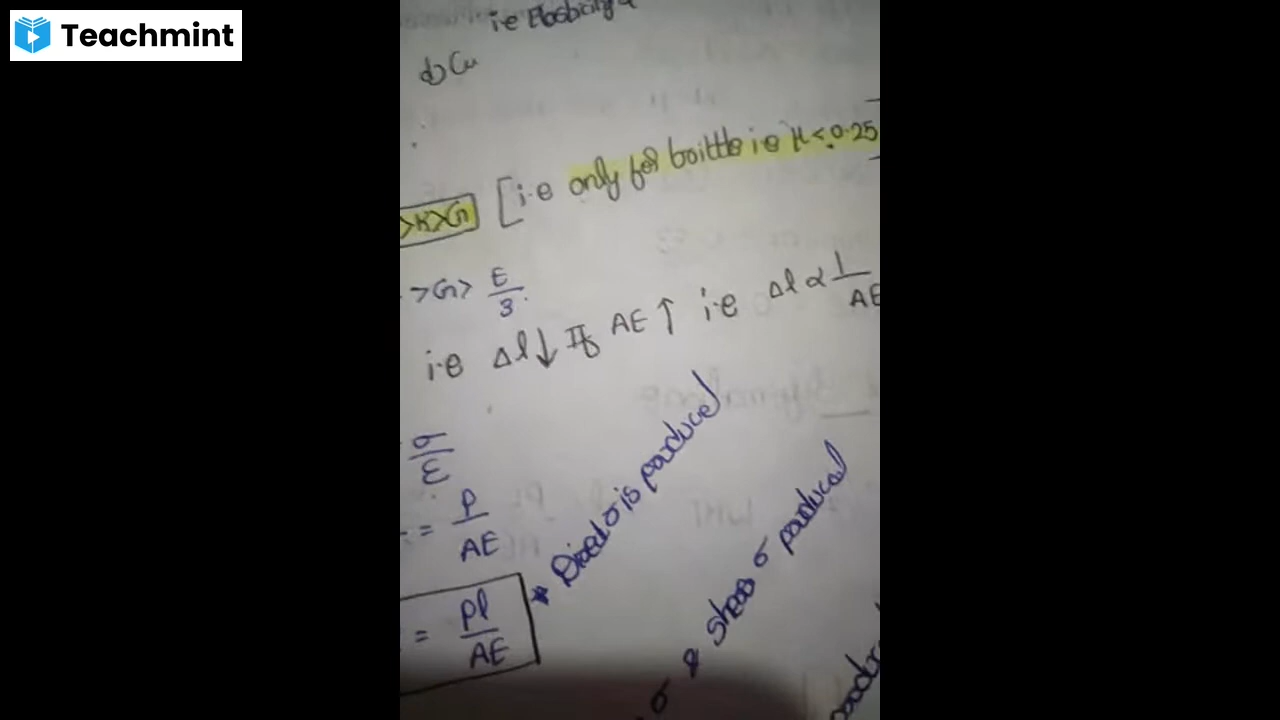 Teachmint
i.e
d) Cu
>K>G [i.e only for brittle i.e μ<0.25]
>G> E/3
i.e Δl↓ If AE↑ i.e Δl ∝ 1/AE
σ/ε
= P/AE
= Pl/AE
* Direct σ is produced
σ & shear σ produced